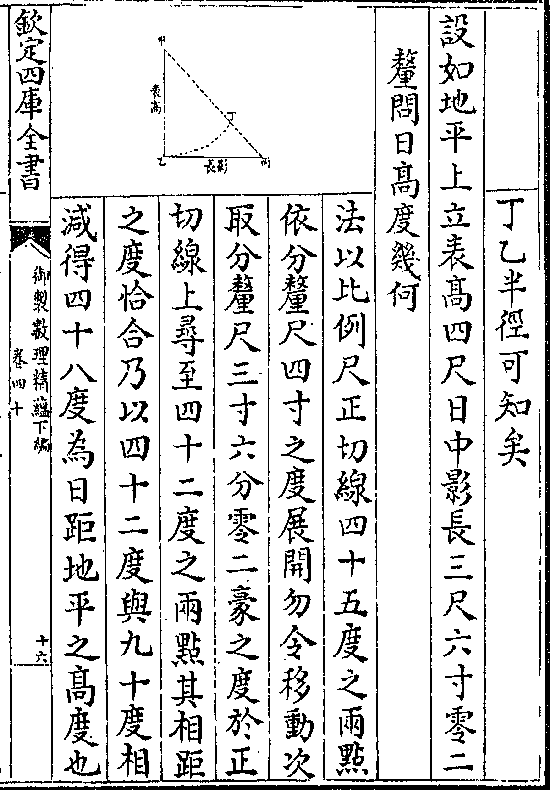 丁乙半徑可知矣
設如地平上立表高四尺日中影長三尺六寸零二
釐問日高度幾何
甲
表高
丁
乙
長影
丙
法以比例尺正切線四十五度之兩點
依分釐尺四寸之度展開勿令移動次
取分釐尺三寸六分零二豪之度於正
切線上尋至四十二度之兩點其相距
之度恰合乃以四十二度與九十度相
減得四十八度為日距地平之高度也
欽定四庫全書
御製數理精蘊下編
卷四十
十六